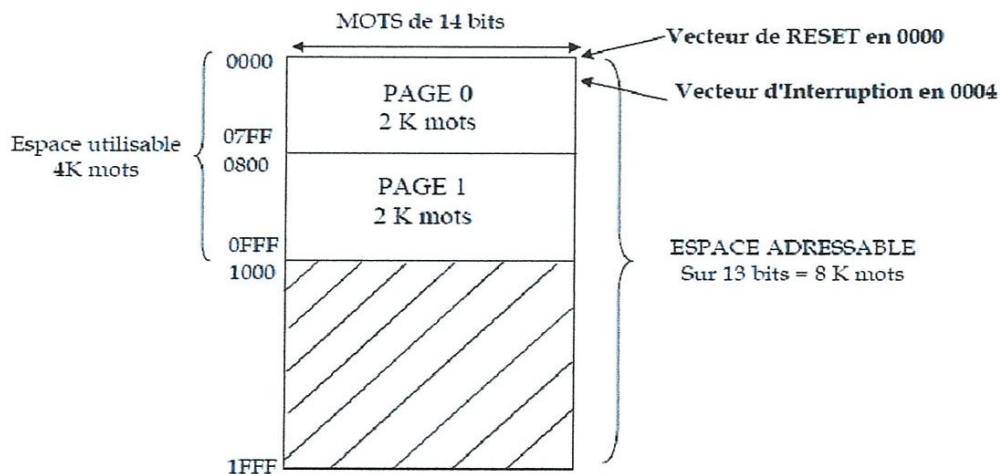 MOTS de 14 bits
Vecteur de RESET en 0000
0000
Vecteur d'Interruption en 0004
PAGE 0
2 K mots
Espace utilisable
4K mots
07FF
0800
PAGE 1
2 K mots
0FFF
1000
ESPACE ADRESSABLE
Sur 13 bits = 8 K mots
1FFF